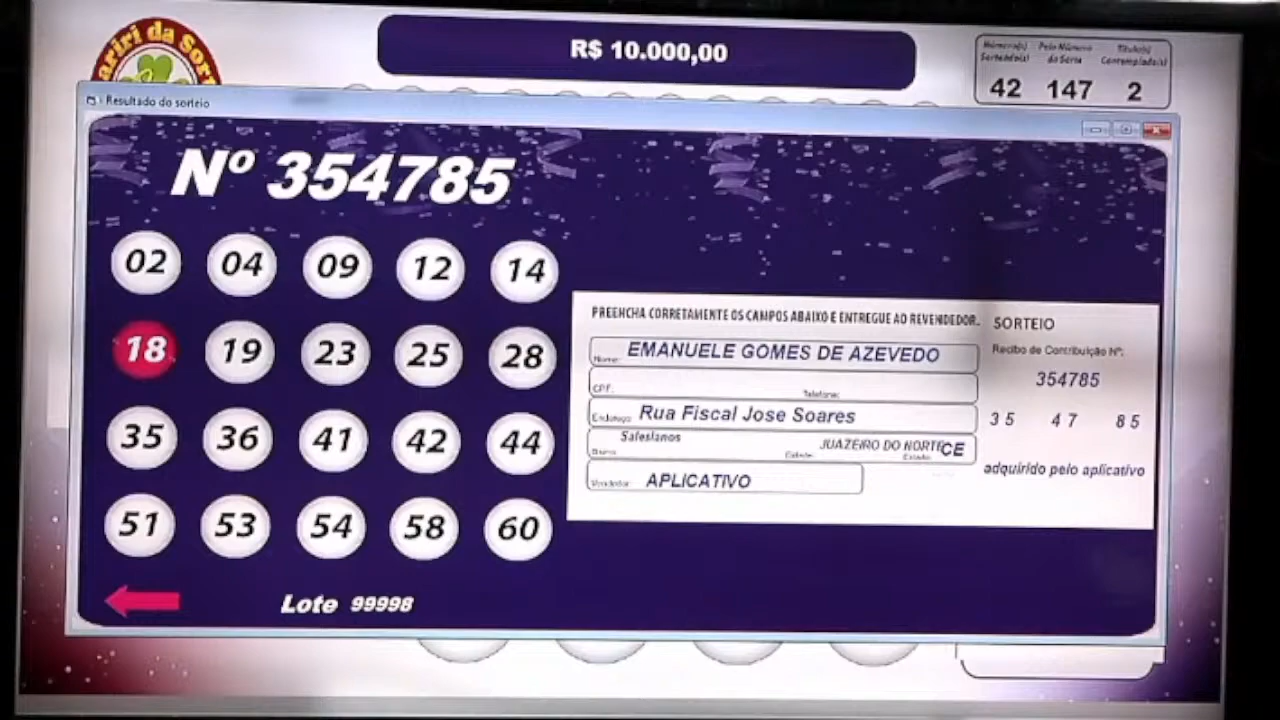 ariri da Sor
R$ 10.000,00
Número(s) Sorteado(s)
42
Pelo Número da Sorte
147
Título(s) Contemplado(s)
2
Resultado do sorteio
Nº 354785
02 04 09 12 14
18 19 23 25 28
35 36 41 42 44
51 53 54 58 60
Lote 99998
PREENCHA CORRETAMENTE OS CAMPOS ABAIXO E ENTREGUE AO REVENDEDOR.
Nome: EMANUELE GOMES DE AZEVEDO
CPF: Telefone:
Endereço: Rua Fiscal Jose Soares
Bairro: Salesianos Cidade: JUAZEIRO DO NORTE Estado: CE
Vendedor: APLICATIVO
SORTEIO
Recibo de Contribuição Nº:
354785
35 47 85
adquirido pelo aplicativo